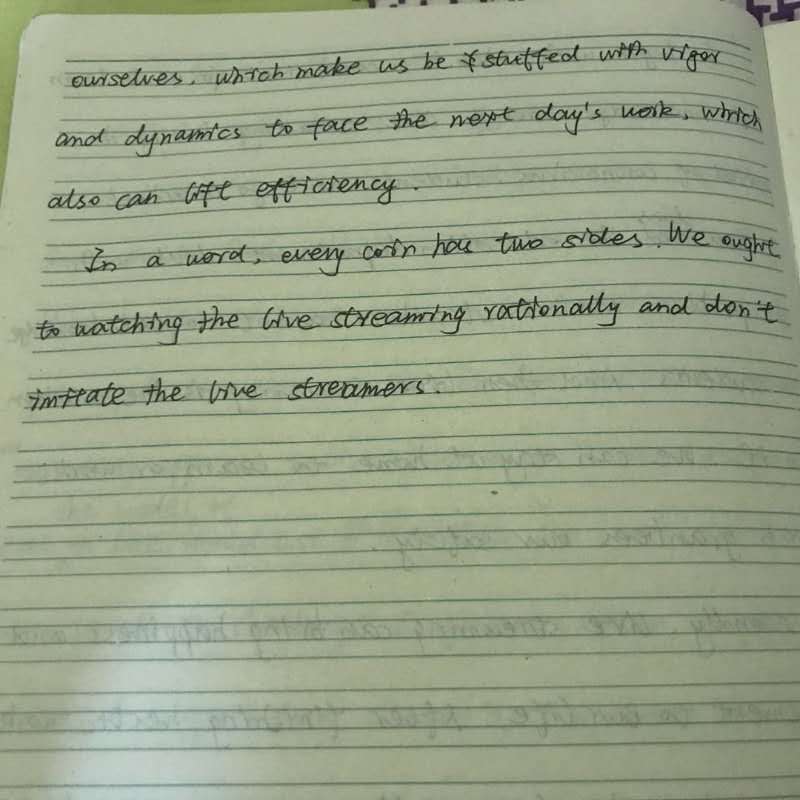 ourselves, which make us be stuffed with vigor
and dynamics to face the next day's work, which
also can lift efficiency.
In a word, every coin has two sides. We ought
to watching the live streaming rationally and don't
imitate the live streamers.